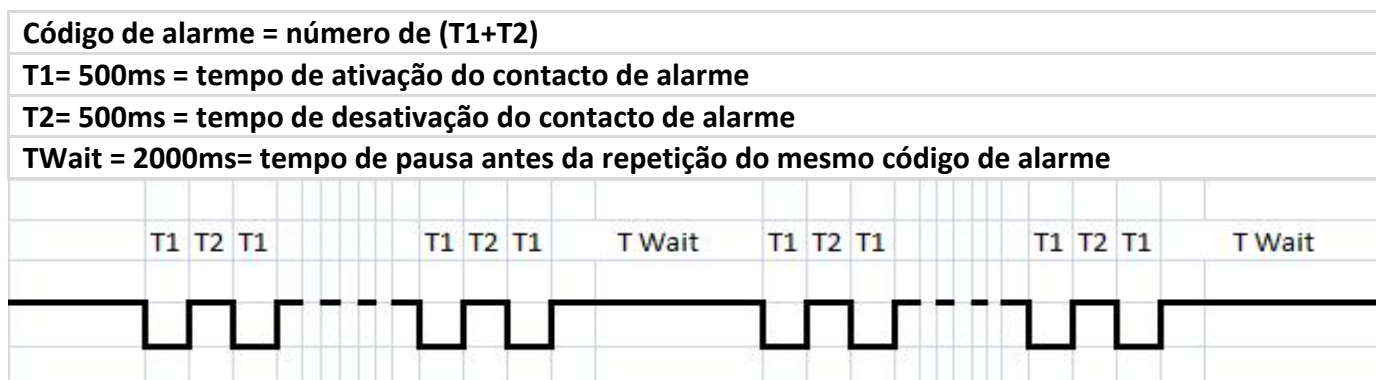 Código de alarme = número de (T1+T2)
T1= 500ms = tempo de ativação do contacto de alarme
T2= 500ms = tempo de desativação do contacto de alarme
TWait = 2000ms= tempo de pausa antes da repetição do mesmo código de alarme
T1 T2 T1 T1 T2 T1 T Wait T1 T2 T1 T1 T2 T1 T Wait